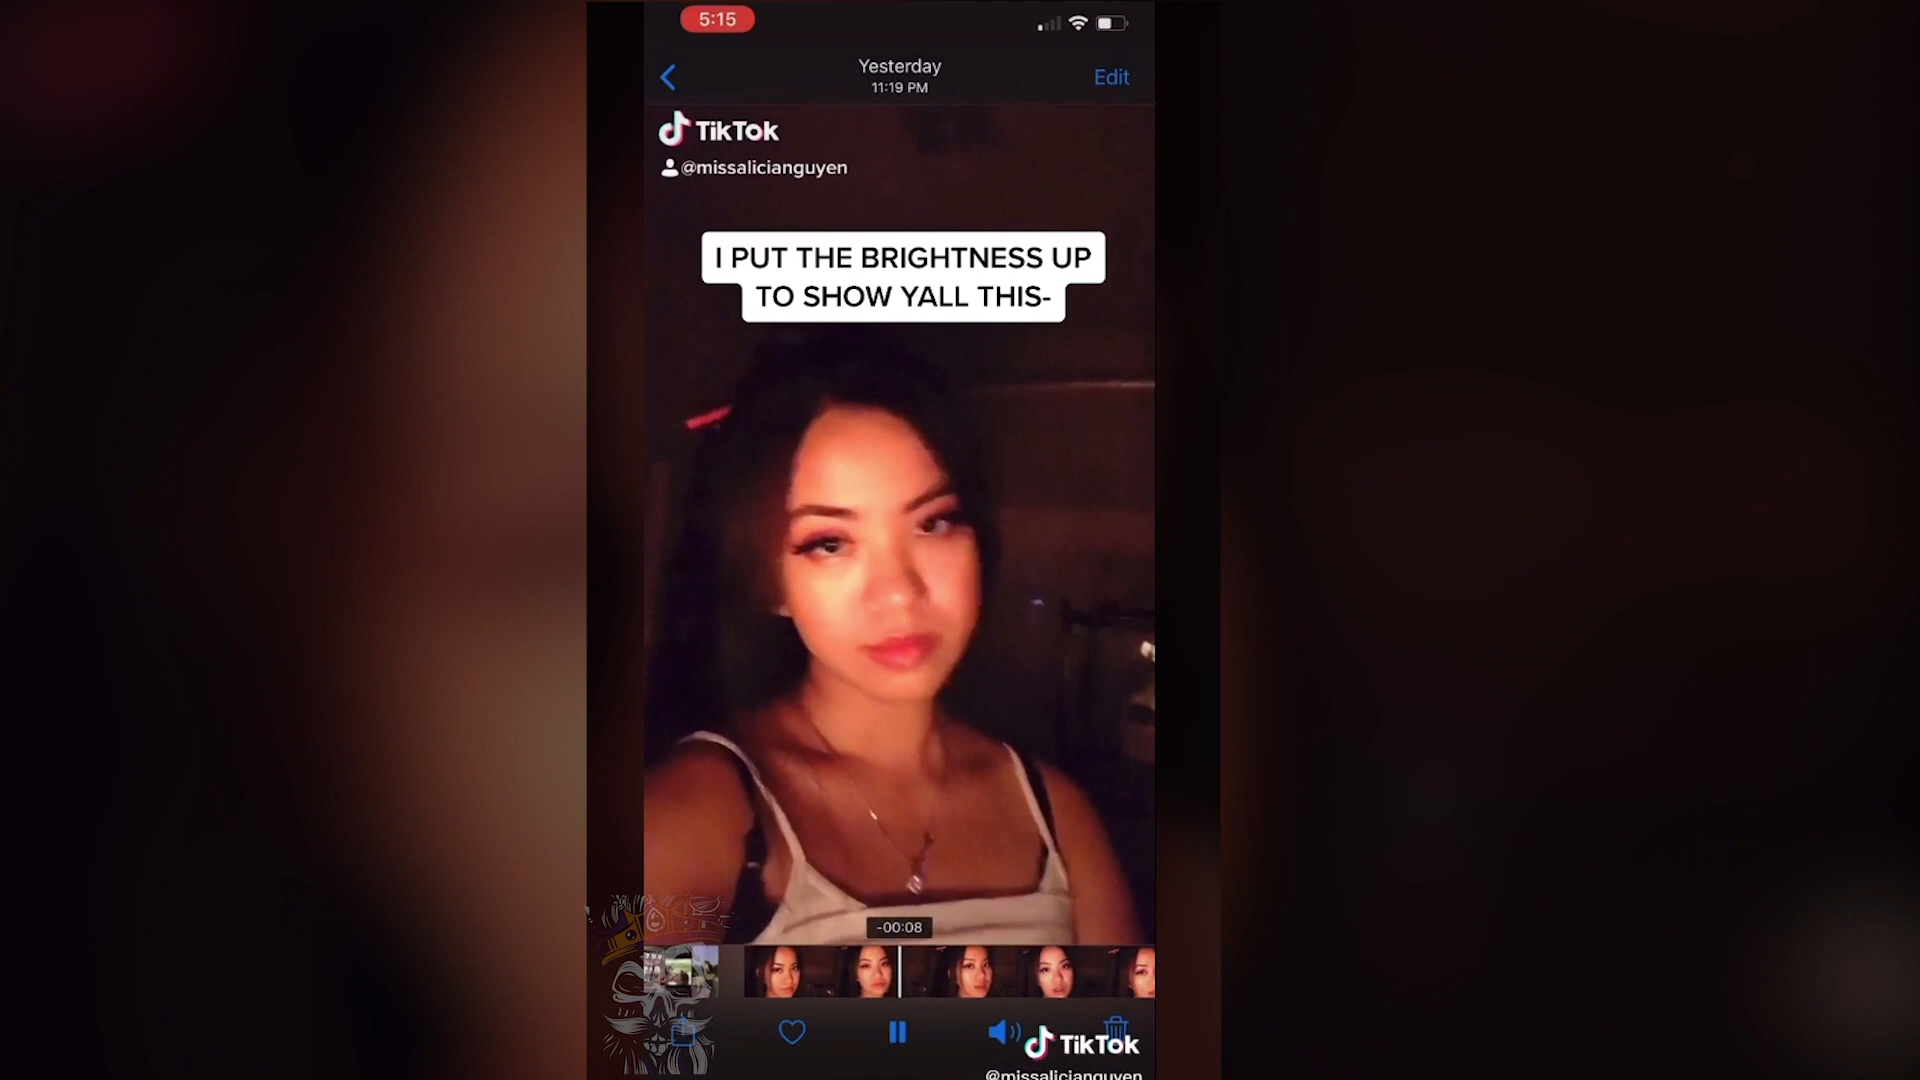 5:15
Yesterday
11:19 PM
Edit
TikTok
@missalicianguyen
I PUT THE BRIGHTNESS UP
TO SHOW YALL THIS-
-00:08
TikTok
@missalicianguyen